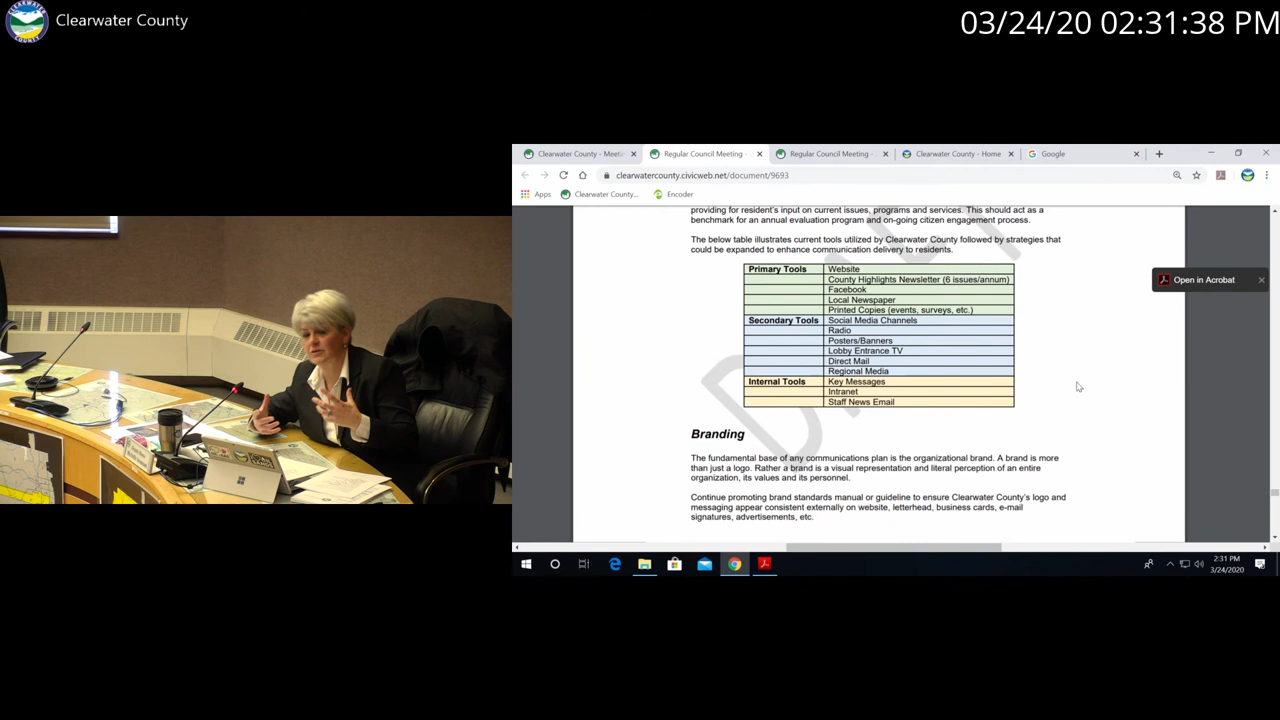 Clearwater County
03/24/20 02:31:38 PM
Clearwater County - Meeti
Regular Council Meeting -
Regular Council Meeting -
Clearwater County - Home
Google
clearwatercounty.civicweb.net/document/9693
Apps
Clearwater County...
Encoder
providing for resident's input on current issues, programs and services. This should act as a
benchmark for an annual evaluation program and on-going citizen engagement process.
The below table illustrates current tools utilized by Clearwater County followed by strategies that
could be expanded to enhance communication delivery to residents.
Open in Acrobat
Primary Tools Website
County Highlights Newsletter (6 issues/annum)
Facebook
Local Newspaper
Printed Copies (events, surveys, etc.)
Secondary Tools Social Media Channels
Radio
Posters/Banners
Lobby Entrance TV
Direct Mail
Regional Media
Internal Tools Key Messages
Intranet
Staff News Email
DRAFT
Branding
The fundamental base of any communications plan is the organizational brand. A brand is more
than just a logo. Rather a brand is a visual representation and literal perception of an entire
organization, its values and its personnel.
Continue promoting brand standards manual or guideline to ensure Clearwater County's logo and
messaging appear consistent externally on website, letterhead, business cards, e-mail
signatures, advertisements, etc.
2:31 PM
3/24/2020